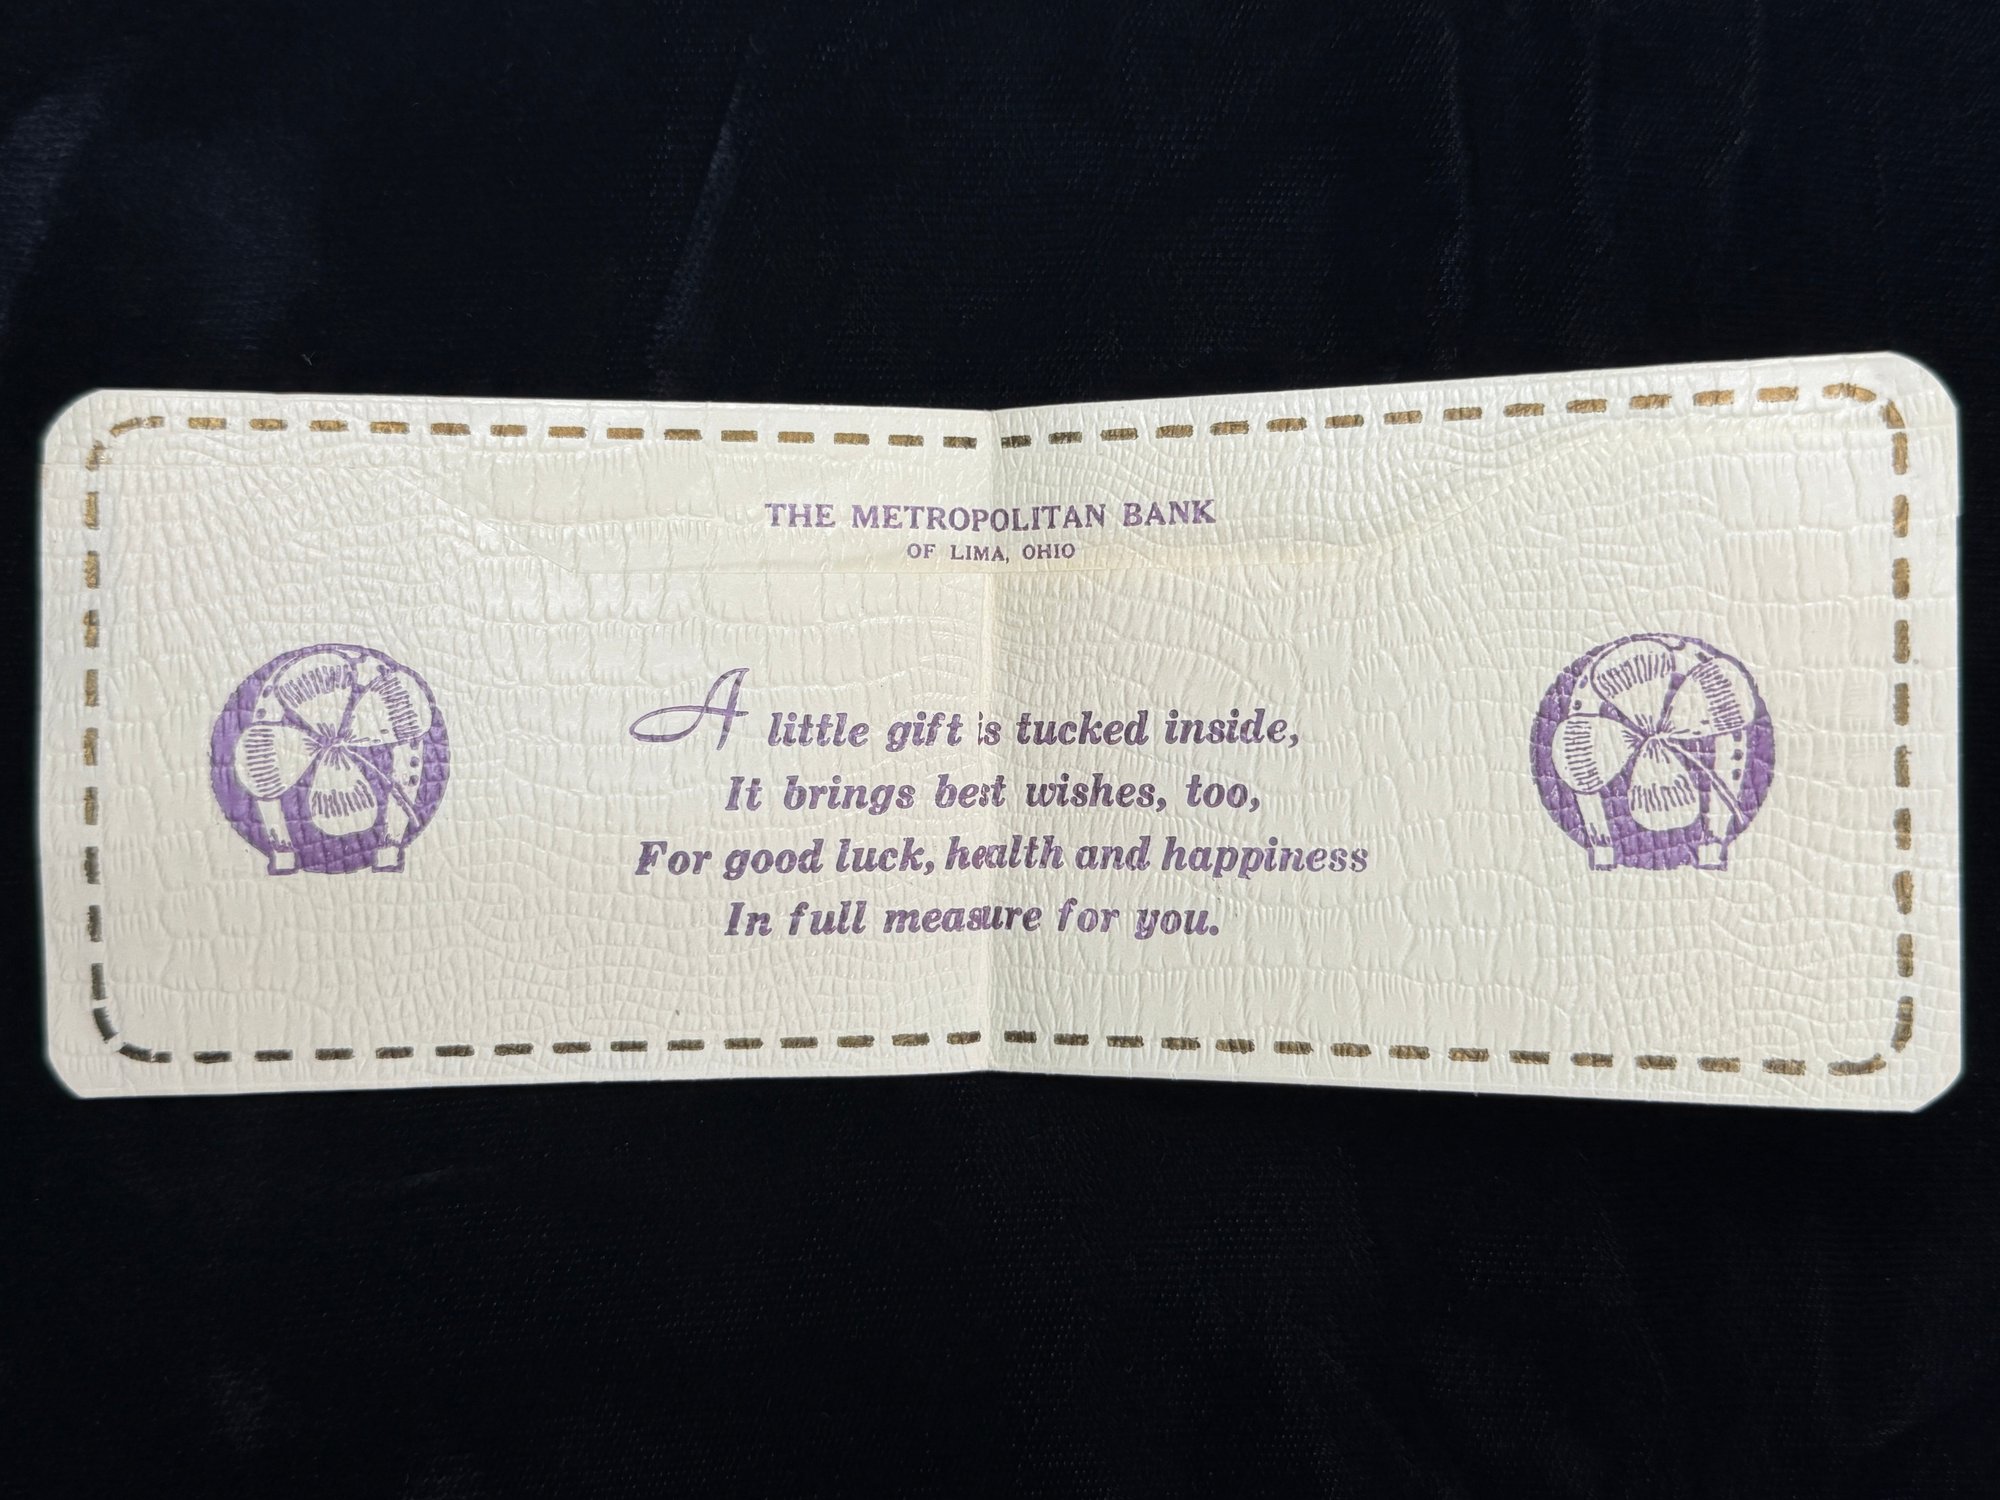 THE METROPOLITAN BANK
OF LIMA, OHIO
A little gift is tucked inside,
It brings best wishes, too,
For good luck, health and happiness
In full measure for you.